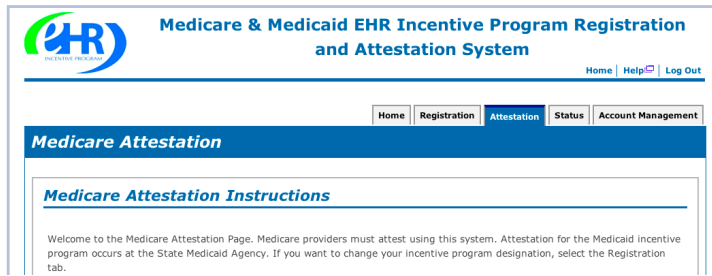 eHR
INCENTIVE PROGRAM
Medicare & Medicaid EHR Incentive Program Registration
and Attestation System
Home | Help | Log Out
Home Registration Attestation Status Account Management
Medicare Attestation
Medicare Attestation Instructions
Welcome to the Medicare Attestation Page. Medicare providers must attest using this system. Attestation for the Medicaid incentive
program occurs at the State Medicaid Agency. If you want to change your incentive program designation, select the Registration
tab.